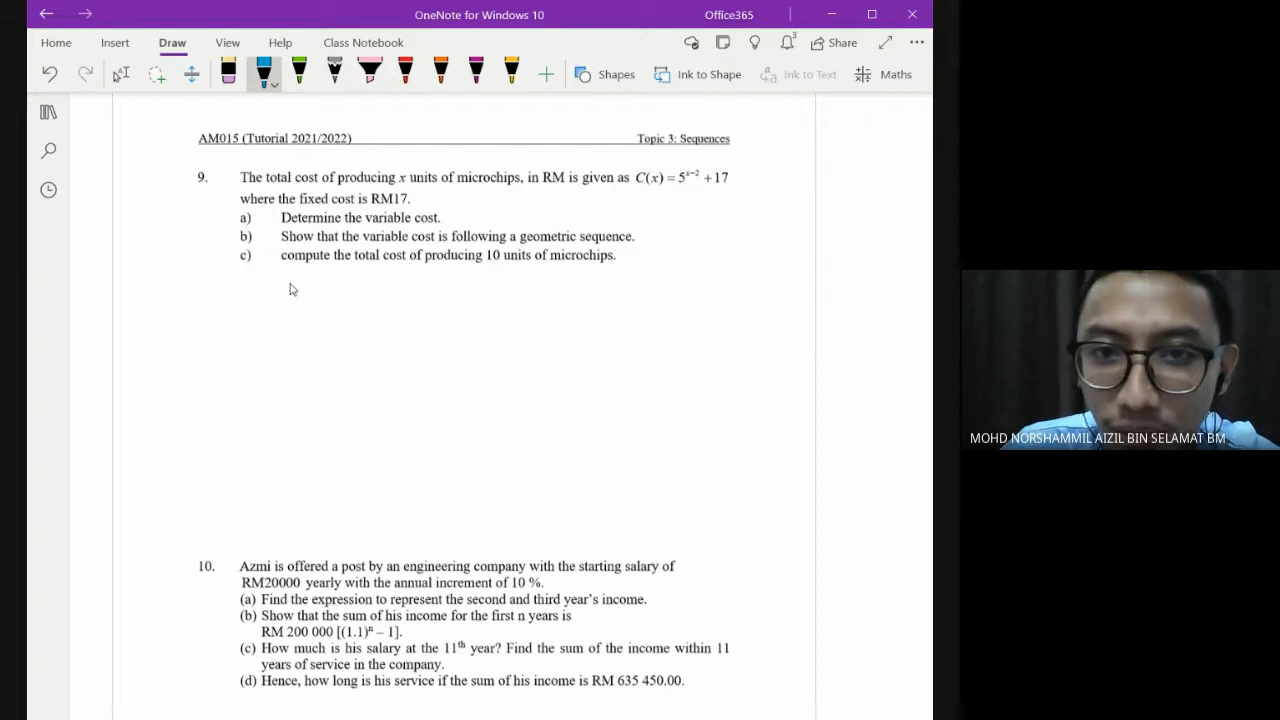 OneNote for Windows 10
Office365
Home Insert Draw View Help Class Notebook
3
Share
Shapes Ink to Shape Ink to Text Maths
AM015 (Tutorial 2021/2022) Topic 3: Sequences
9. The total cost of producing x units of microchips, in RM is given as C(x) = 5ˣ⁻² + 17
where the fixed cost is RM17.
a) Determine the variable cost.
b) Show that the variable cost is following a geometric sequence.
c) compute the total cost of producing 10 units of microchips.
MOHD NORSHAMMIL AIZIL BIN SELAMAT BM
10. Azmi is offered a post by an engineering company with the starting salary of
RM20000 yearly with the annual increment of 10 %.
(a) Find the expression to represent the second and third year's income.
(b) Show that the sum of his income for the first n years is
RM 200 000 [(1.1)ⁿ – 1].
(c) How much is his salary at the 11ᵗʰ year? Find the sum of the income within 11
years of service in the company.
(d) Hence, how long is his service if the sum of his income is RM 635 450.00.